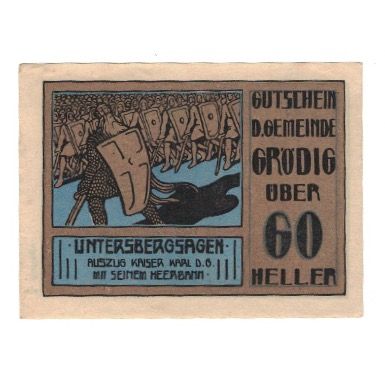 GUTSCHEIN
D. GEMEINDE
GRÖDIG
ÜBER
60
HELLER
· UNTERSBERGSAGEN ·
AUSZUG KAISER KARL D. G.
MIT SEINEM HEERBANN ·